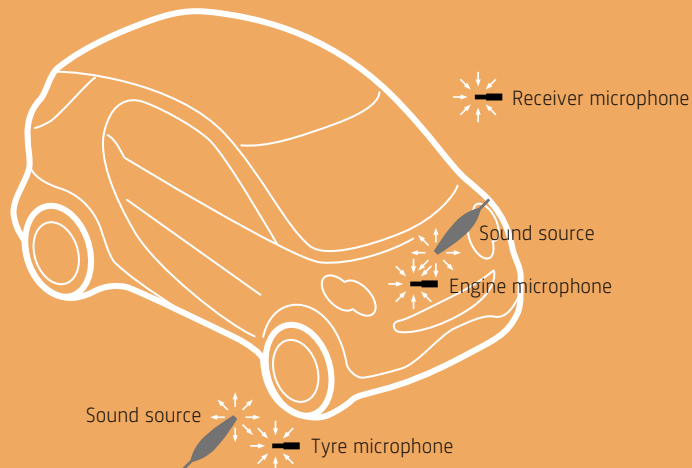 Receiver microphone
Sound source
Engine microphone
Sound source
Tyre microphone